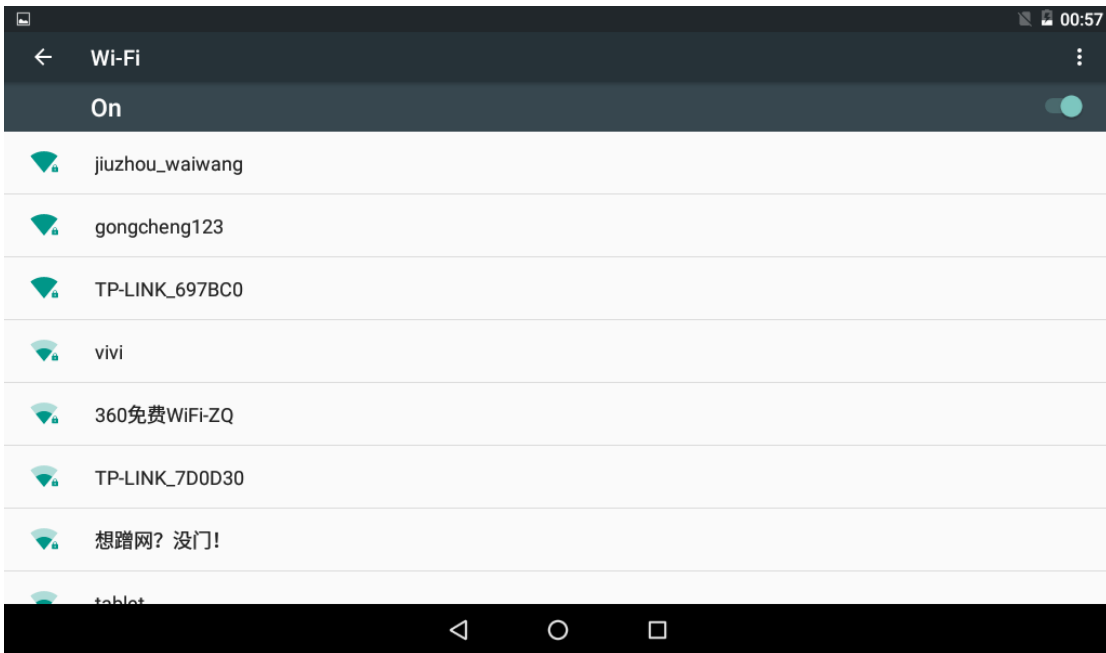 00:57
Wi-Fi
On
jiuzhou_waiwang
gongcheng123
TP-LINK_697BC0
vivi
360免费WiFi-ZQ
TP-LINK_7D0D30
想蹭网？没门！
tablet